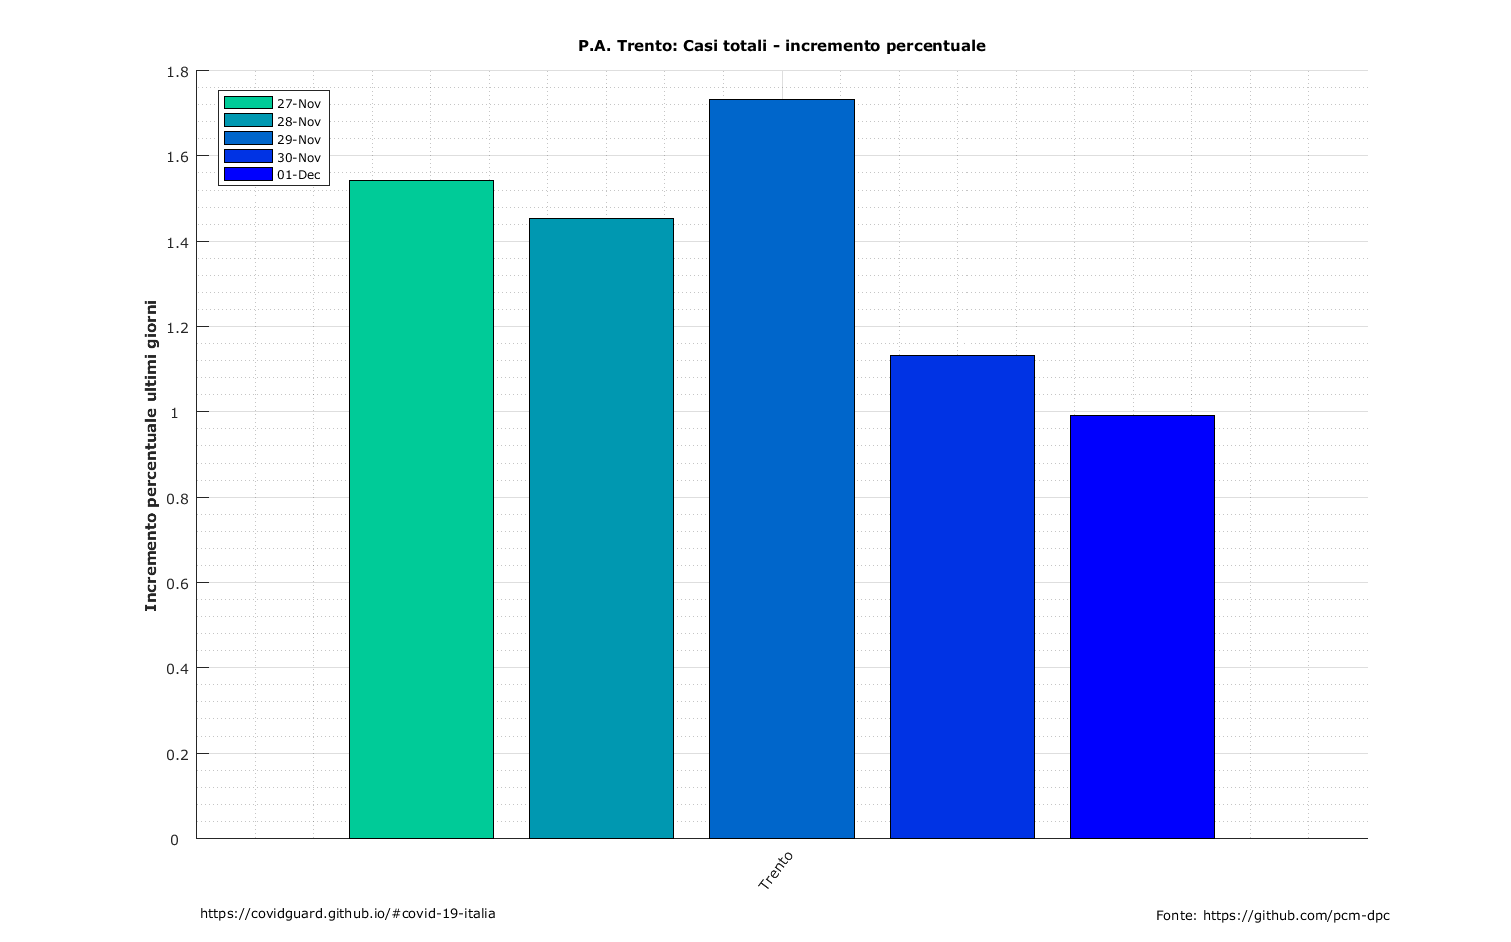 P.A. Trento: Casi totali - incremento percentuale
1.8
1.6
1.4
1.2
1
0.8
0.6
0.4
0.2
0
Incremento percentuale ultimi giorni
27-Nov
28-Nov
29-Nov
30-Nov
01-Dec
Trento
https://covidguard.github.io/#covid-19-italia
Fonte: https://github.com/pcm-dpc